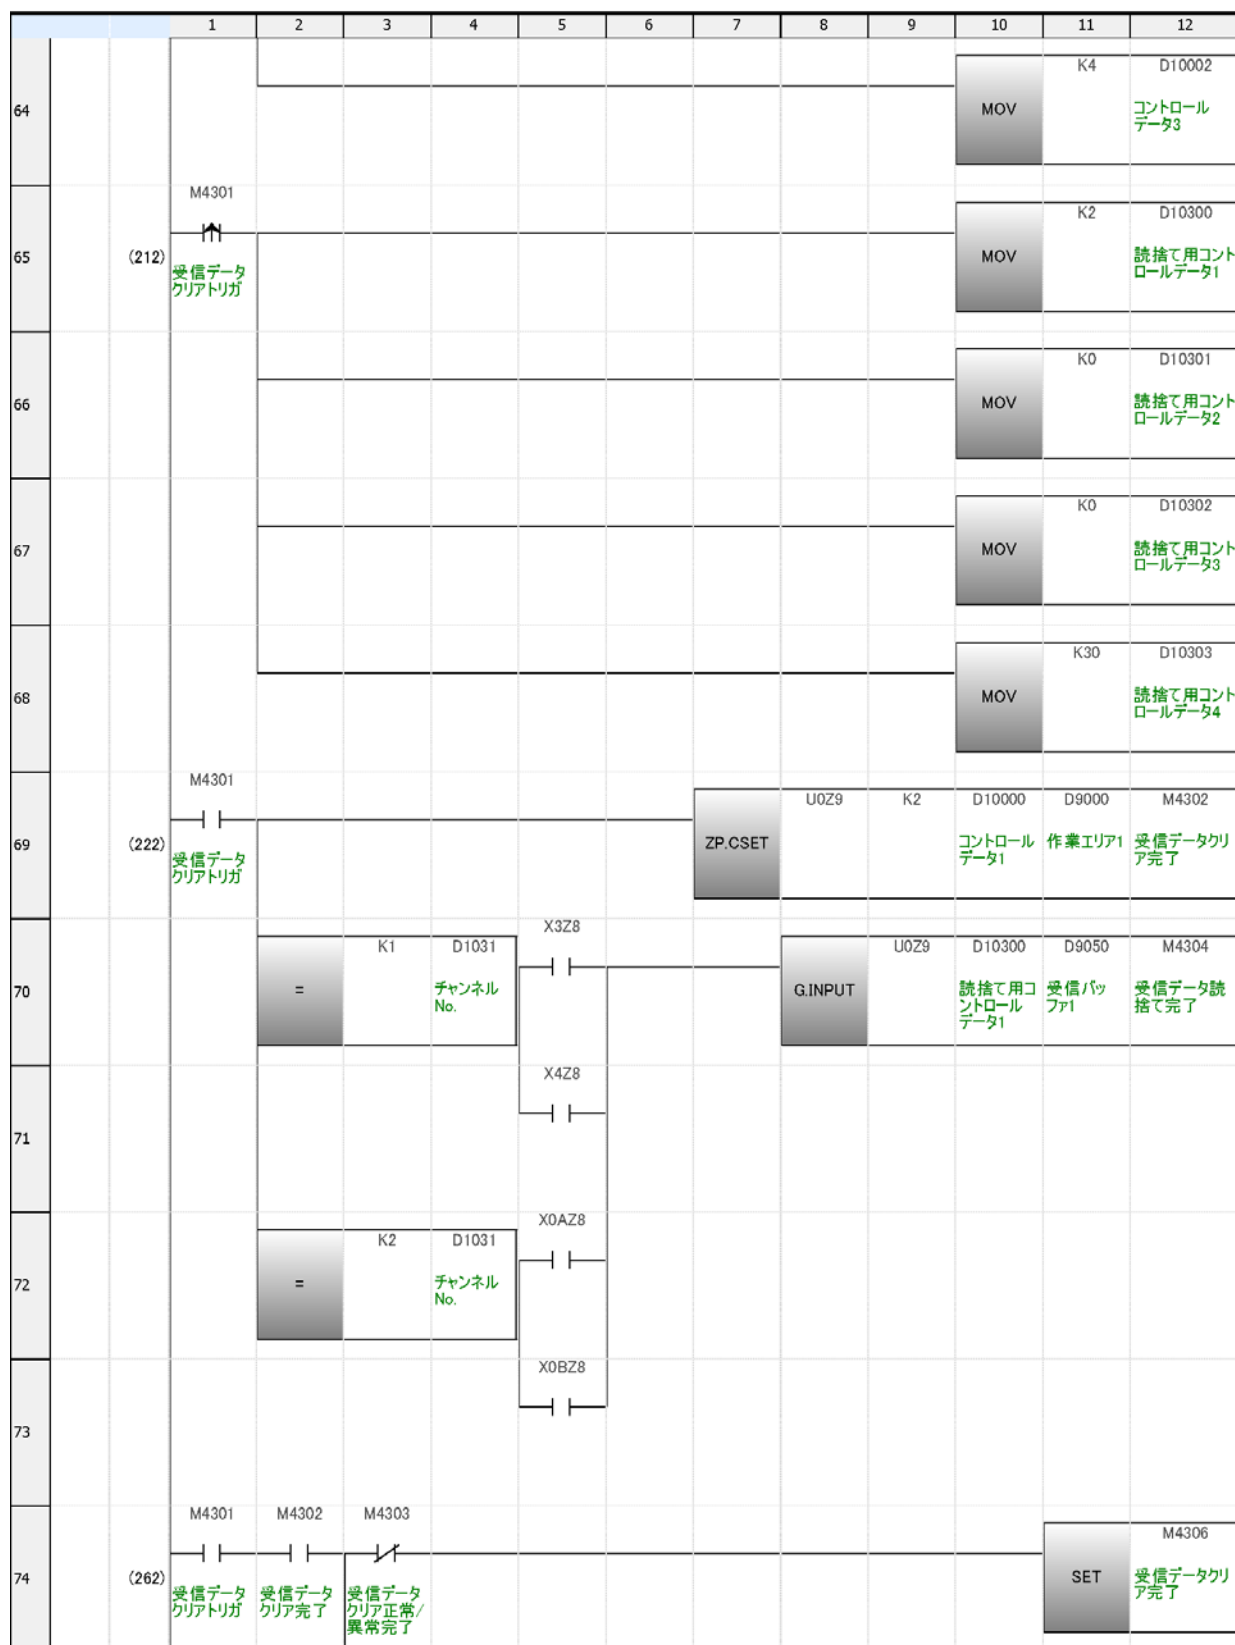 1 2 3 4 5 6 7 8 9 10 11 12
K4 D10002
64 MOV コントロール
データ3
M4301
K2 D10300
65 (212) MOV 読捨て用コント
ロールデータ1
受信データ
クリアトリガ
K0 D10301
66 MOV 読捨て用コント
ロールデータ2
K0 D10302
67 MOV 読捨て用コント
ロールデータ3
K30 D10303
68 MOV 読捨て用コント
ロールデータ4
M4301
U0Z9 K2 D10000 D9000 M4302
69 (222) ZP.CSET コントロール
データ1
作業エリア1
受信データクリ
ア完了
受信データ
クリアトリガ
X3Z8
K1 D1031 U0Z9 D10300 D9050 M4304
70 = チャンネル
No.
G.INPUT 読捨て用コ
ントロール
データ1
受信バッ
ファ1
受信データ読
捨て完了
X4Z8
71
X0AZ8
K2 D1031
72 = チャンネル
No.
X0BZ8
73
M4301 M4302 M4303
M4306
74 (262) SET 受信データクリ
ア完了
受信データ
クリアトリガ
受信データ
クリア完了
受信データ
クリア正常/
異常完了